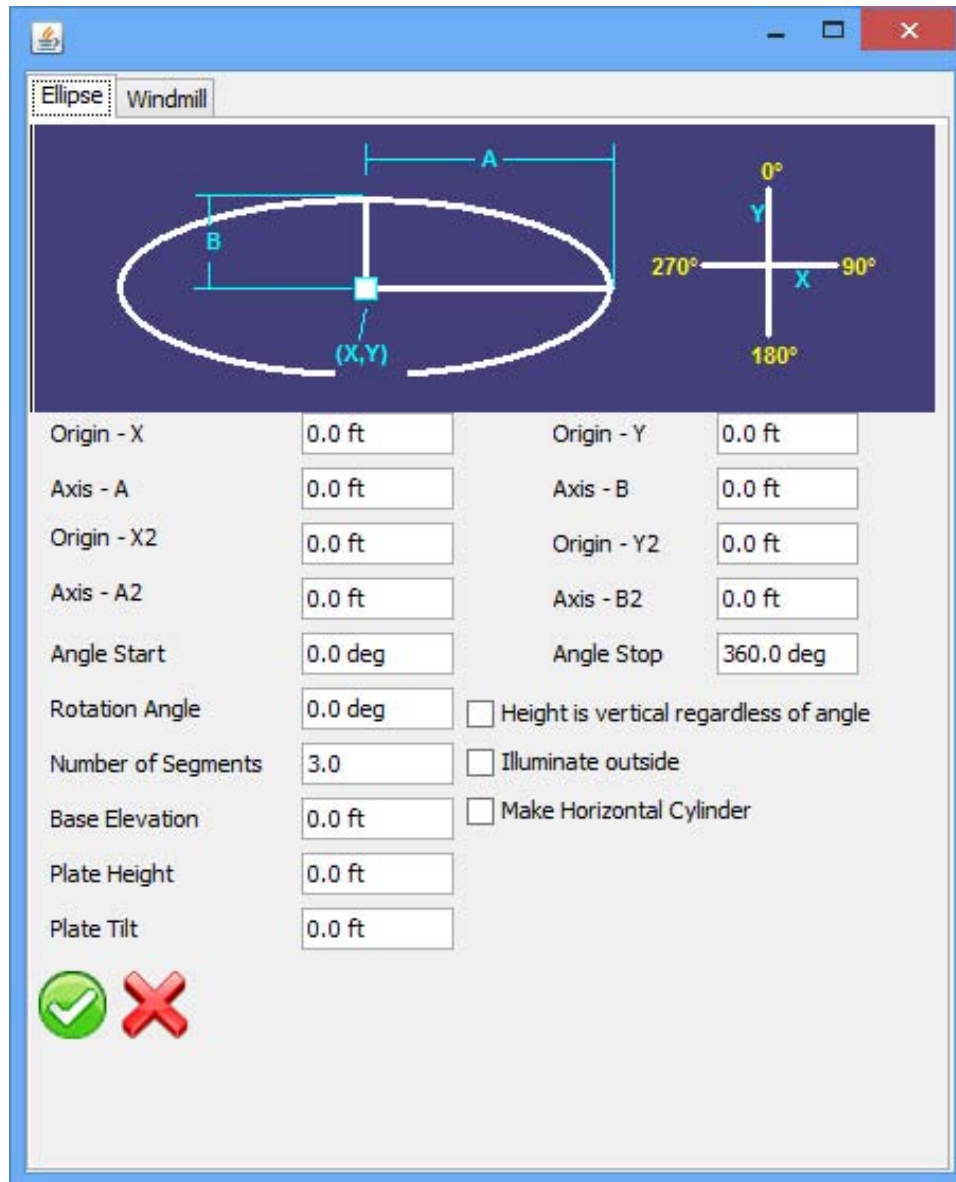 Ellipse Windmill
A
0°
Y
B
270° 90°
X
(X,Y)
180°
Origin - X 0.0 ft Origin - Y 0.0 ft
Axis - A 0.0 ft Axis - B 0.0 ft
Origin - X2 0.0 ft Origin - Y2 0.0 ft
Axis - A2 0.0 ft Axis - B2 0.0 ft
Angle Start 0.0 deg Angle Stop 360.0 deg
Rotation Angle 0.0 deg Height is vertical regardless of angle
Number of Segments 3.0 Illuminate outside
Base Elevation 0.0 ft Make Horizontal Cylinder
Plate Height 0.0 ft
Plate Tilt 0.0 ft